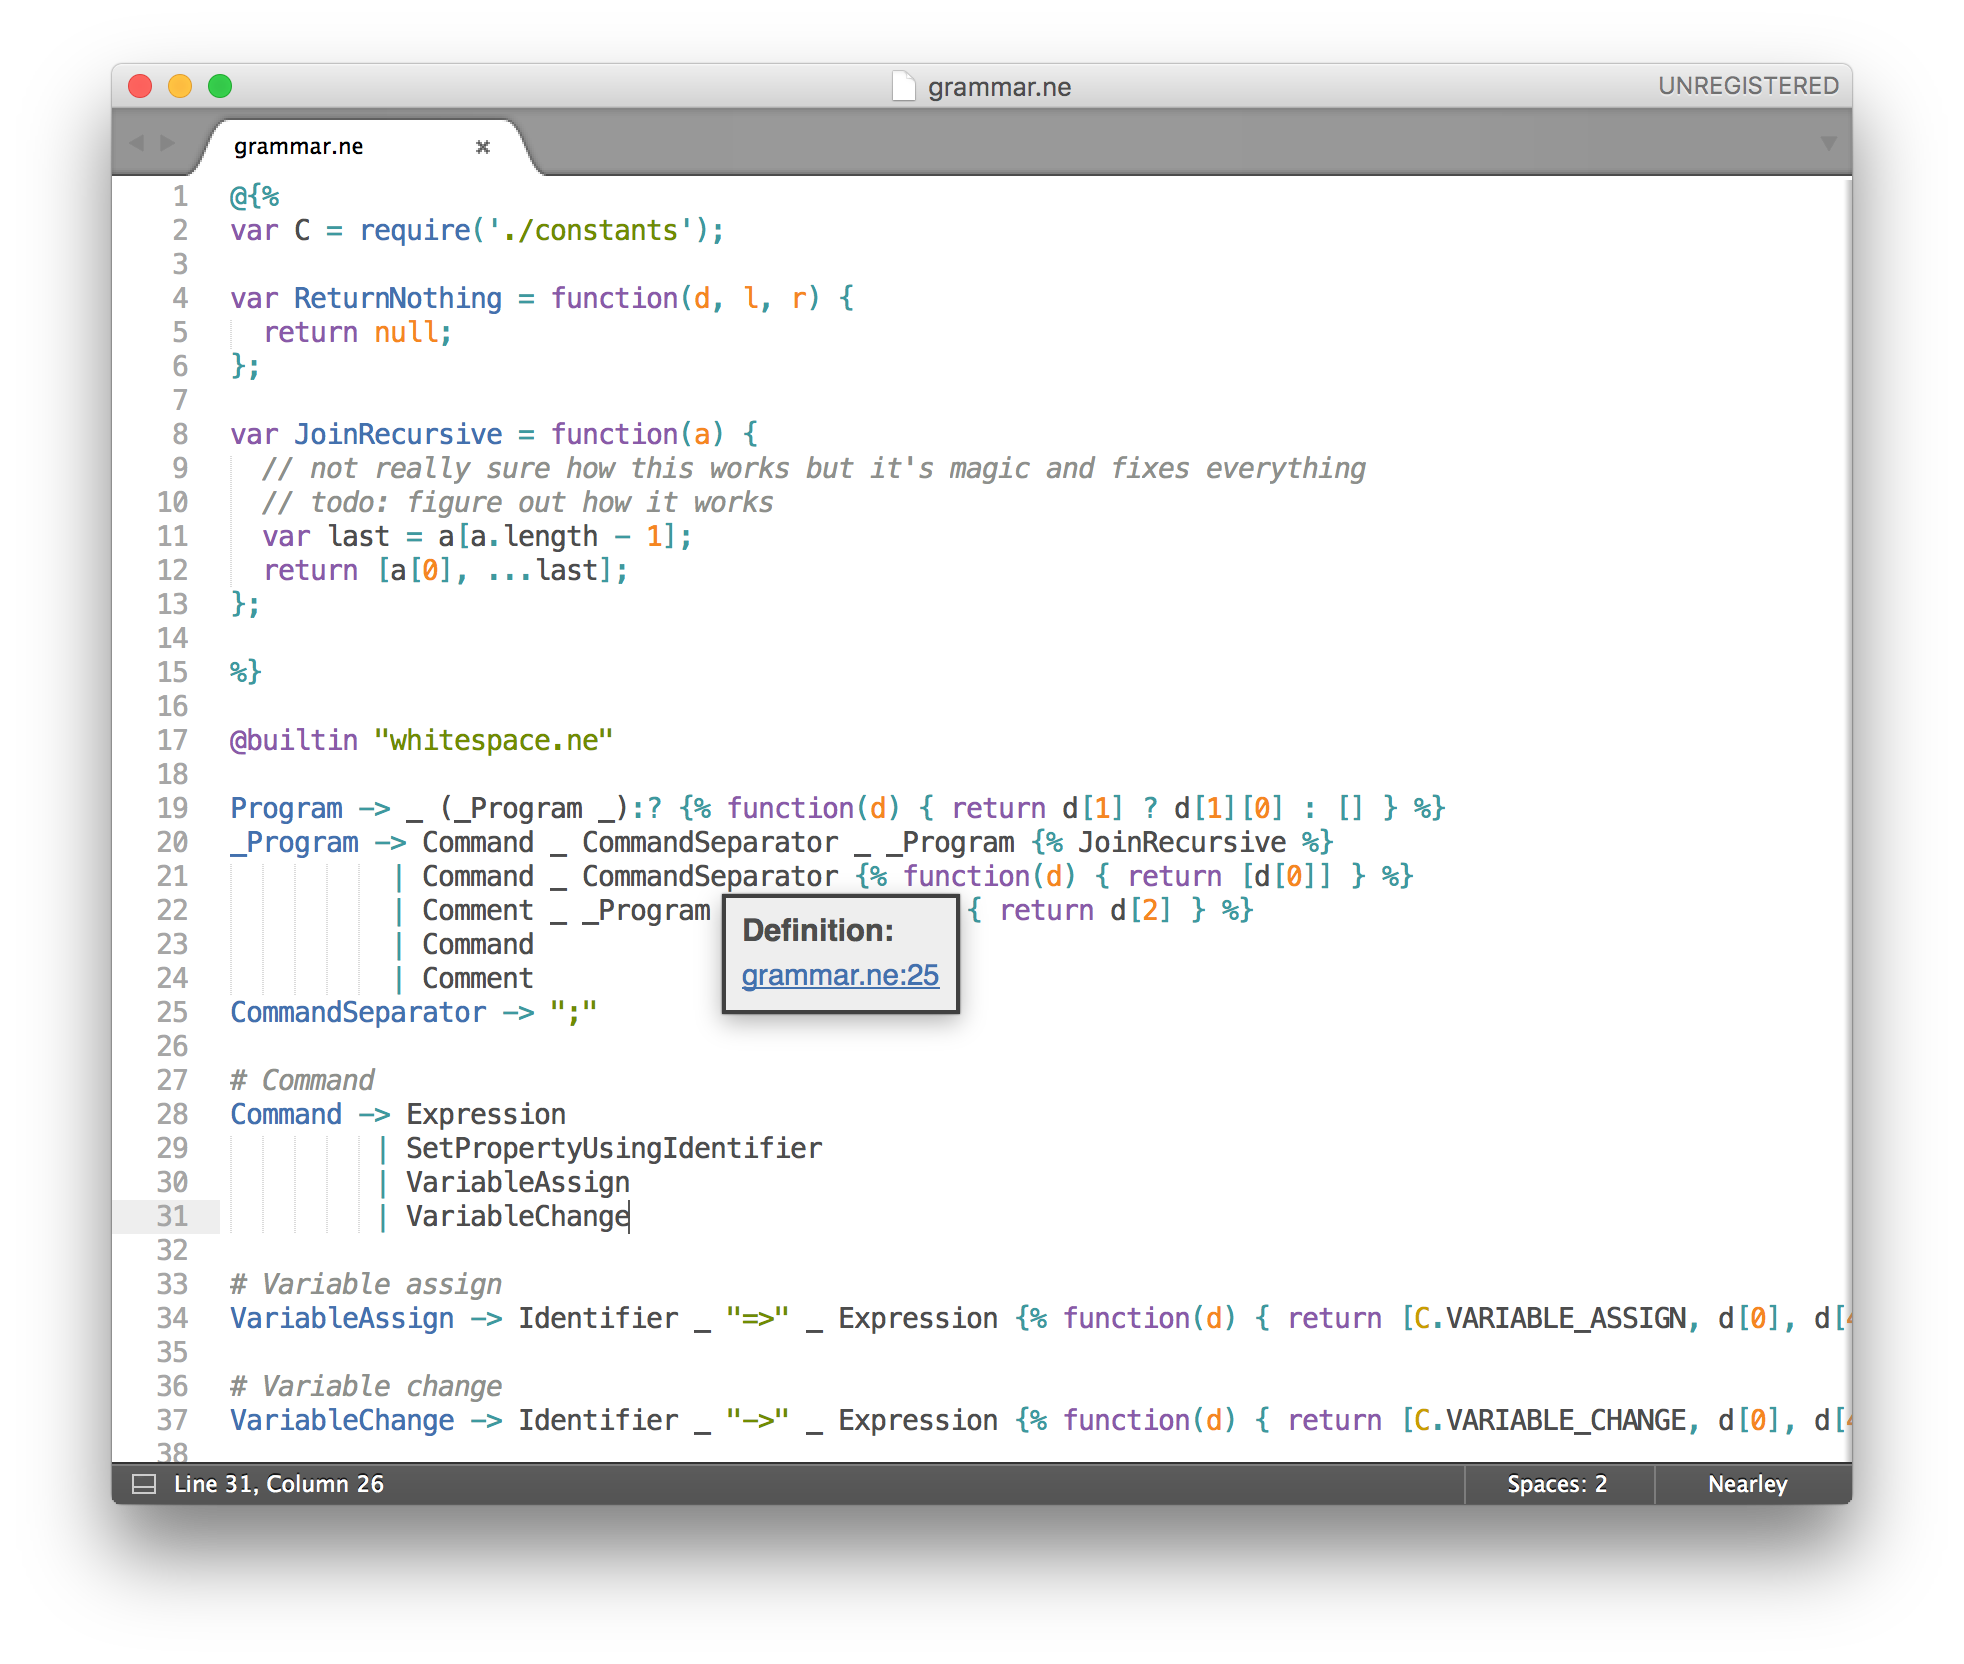 grammar.ne
UNREGISTERED
grammar.ne
1 @{%
2 var C = require('./constants');
3
4 var ReturnNothing = function(d, l, r) {
5   return null;
6 };
7
8 var JoinRecursive = function(a) {
9   // not really sure how this works but it's magic and fixes everything
10   // todo: figure out how it works
11   var last = a[a.length - 1];
12   return [a[0], ...last];
13 };
14
15 %}
16
17 @builtin "whitespace.ne"
18
19 Program -> _ (_Program _):? {% function(d) { return d[1] ? d[1][0] : [] } %}
20 _Program -> Command _ CommandSeparator _ _Program {% JoinRecursive %}
21           | Command _ CommandSeparator {% function(d) { return [d[0]] } %}
22           | Comment _ _Program { return d[2] } %}
23           | Command
24           | Comment
Definition:
grammar.ne:25
25 CommandSeparator -> ";"
26
27 # Command
28 Command -> Expression
29          | SetPropertyUsingIdentifier
30          | VariableAssign
31          | VariableChange
32
33 # Variable assign
34 VariableAssign -> Identifier _ "=>" _ Expression {% function(d) { return [C.VARIABLE_ASSIGN, d[0], d[4
35
36 # Variable change
37 VariableChange -> Identifier _ "->" _ Expression {% function(d) { return [C.VARIABLE_CHANGE, d[0], d[4
38
Line 31, Column 26
Spaces: 2
Nearley